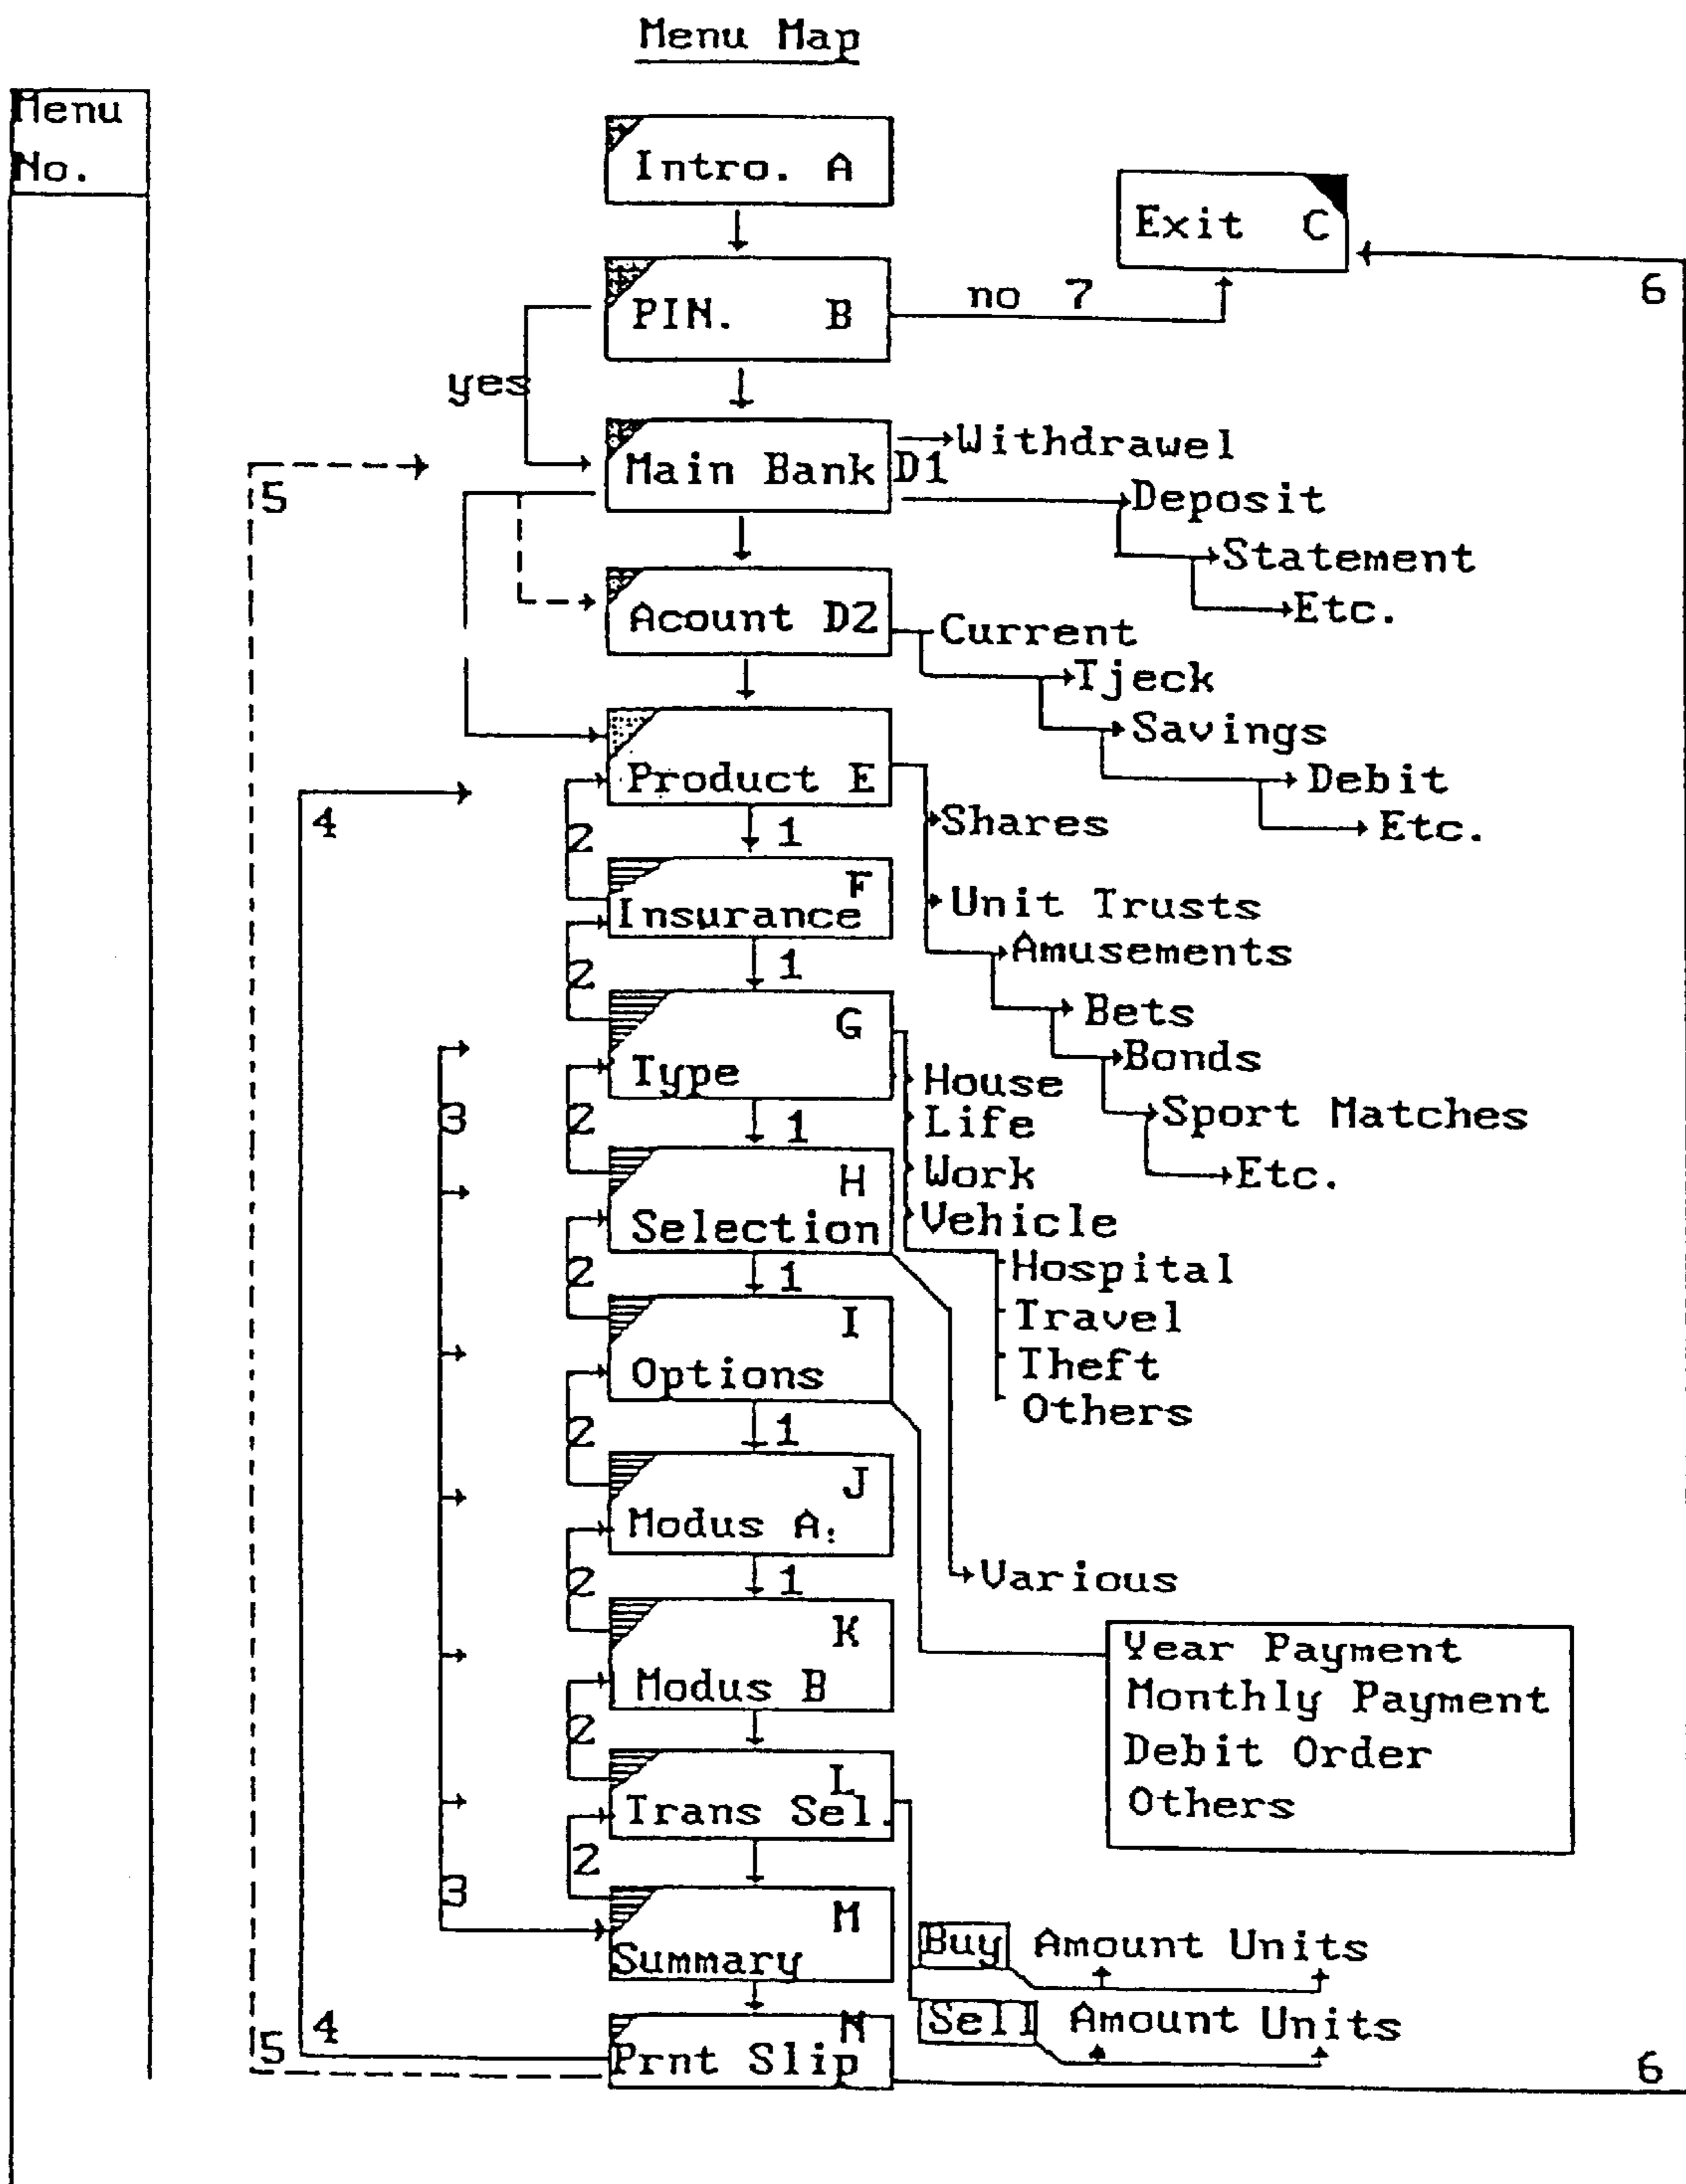 Menu Map
Menu
No.
Intro. A
Exit C
6
no 7
PIN. B
yes
Withdrawel
Main Bank D1
5
Deposit
Statement
Etc.
Acount D2
Current
Tjeck
Savings
Product E
Debit
4
2
1
Shares
Etc.
F
Insurance
Unit Trusts
2
1
Amusements
G
Bets
Type
Bonds
House
3
2
1
Life
Sport Matches
H
Work
Etc.
Selection
Vehicle
2
1
Hospital
I
Travel
Options
Theft
Others
2
1
J
Modus A.
2
1
Various
K
Year Payment
Modus B
Monthly Payment
2
Debit Order
L
Trans Sel.
Others
2
3
M
Buy Amount Units
Summary
Sell Amount Units
4
N
5
Prnt Slip
6